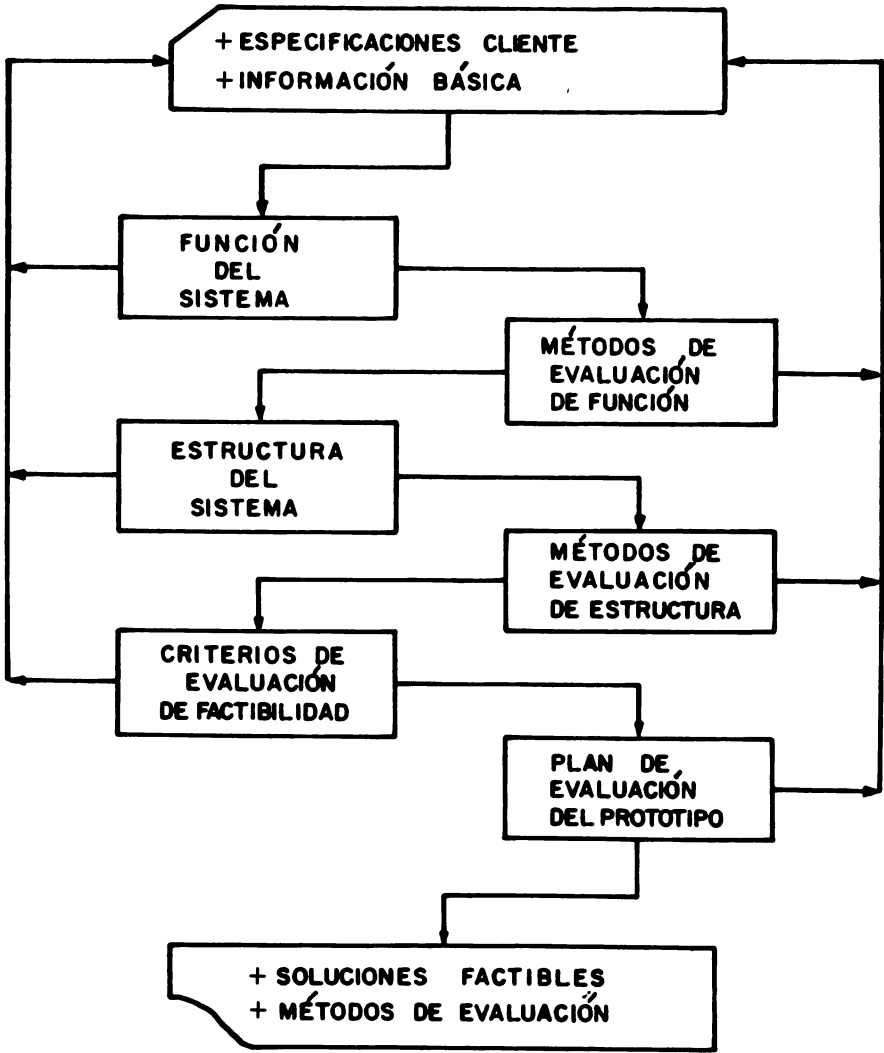 + ESPECIFICACIONES CLIENTE
+ INFORMACIÓN BÁSICA
FUNCIÓN
DEL
SISTEMA
MÉTODOS DE
EVALUACIÓN
DE FUNCIÓN
ESTRUCTURA
DEL
SISTEMA
MÉTODOS DE
EVALUACIÓN
DE ESTRUCTURA
CRITERIOS DE
EVALUACIÓN
DE FACTIBILIDAD
PLAN DE
EVALUACIÓN
DEL PROTOTIPO
+ SOLUCIONES FACTIBLES
+ MÉTODOS DE EVALUACIÓN